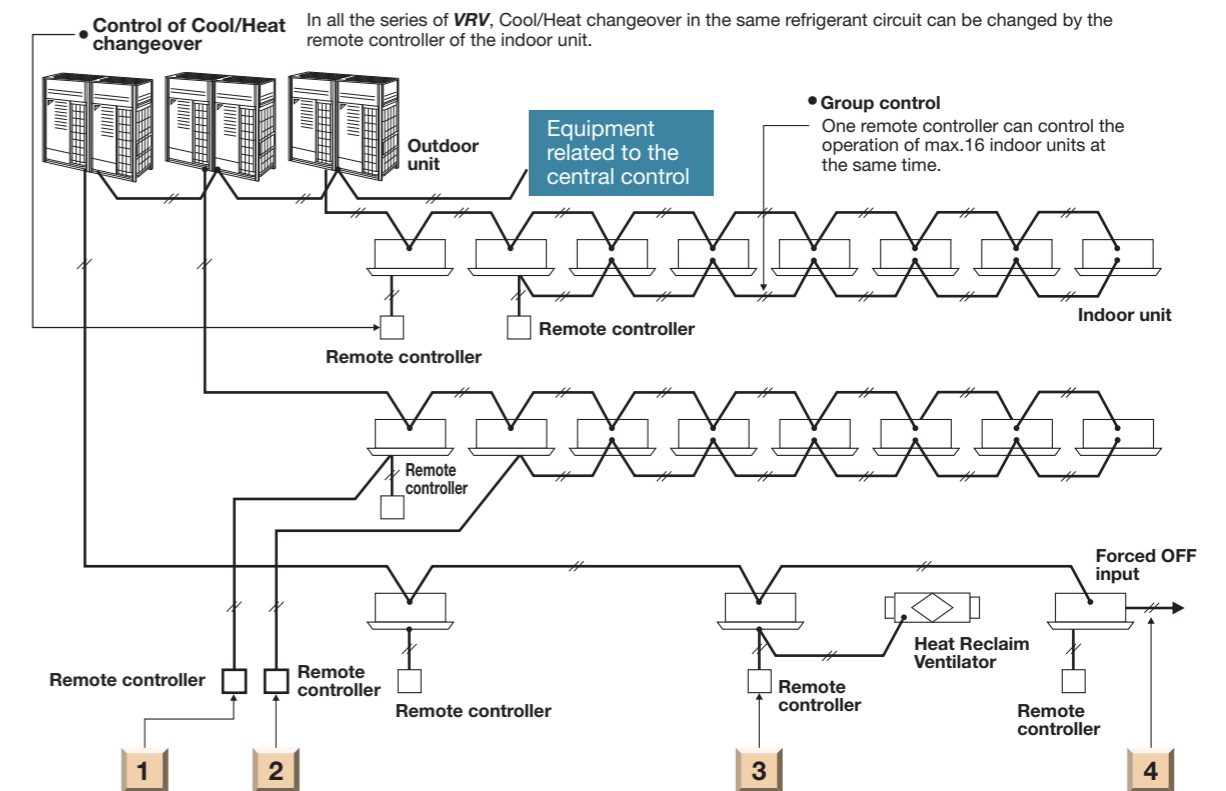 Control of Cool/Heat
changeover
In all the series of VRV, Cool/Heat changeover in the same refrigerant circuit can be changed by the
remote controller of the indoor unit.
Outdoor
unit
Equipment
related to the
central control
Group control
One remote controller can control the
operation of max.16 indoor units at
the same time.
Indoor unit
Remote controller
Remote controller
Remote
controller
Forced OFF
input
Heat Reclaim
Ventilator
Remote controller
Remote
controller
Remote controller
Remote
controller
Remote
controller
1
2
3
4